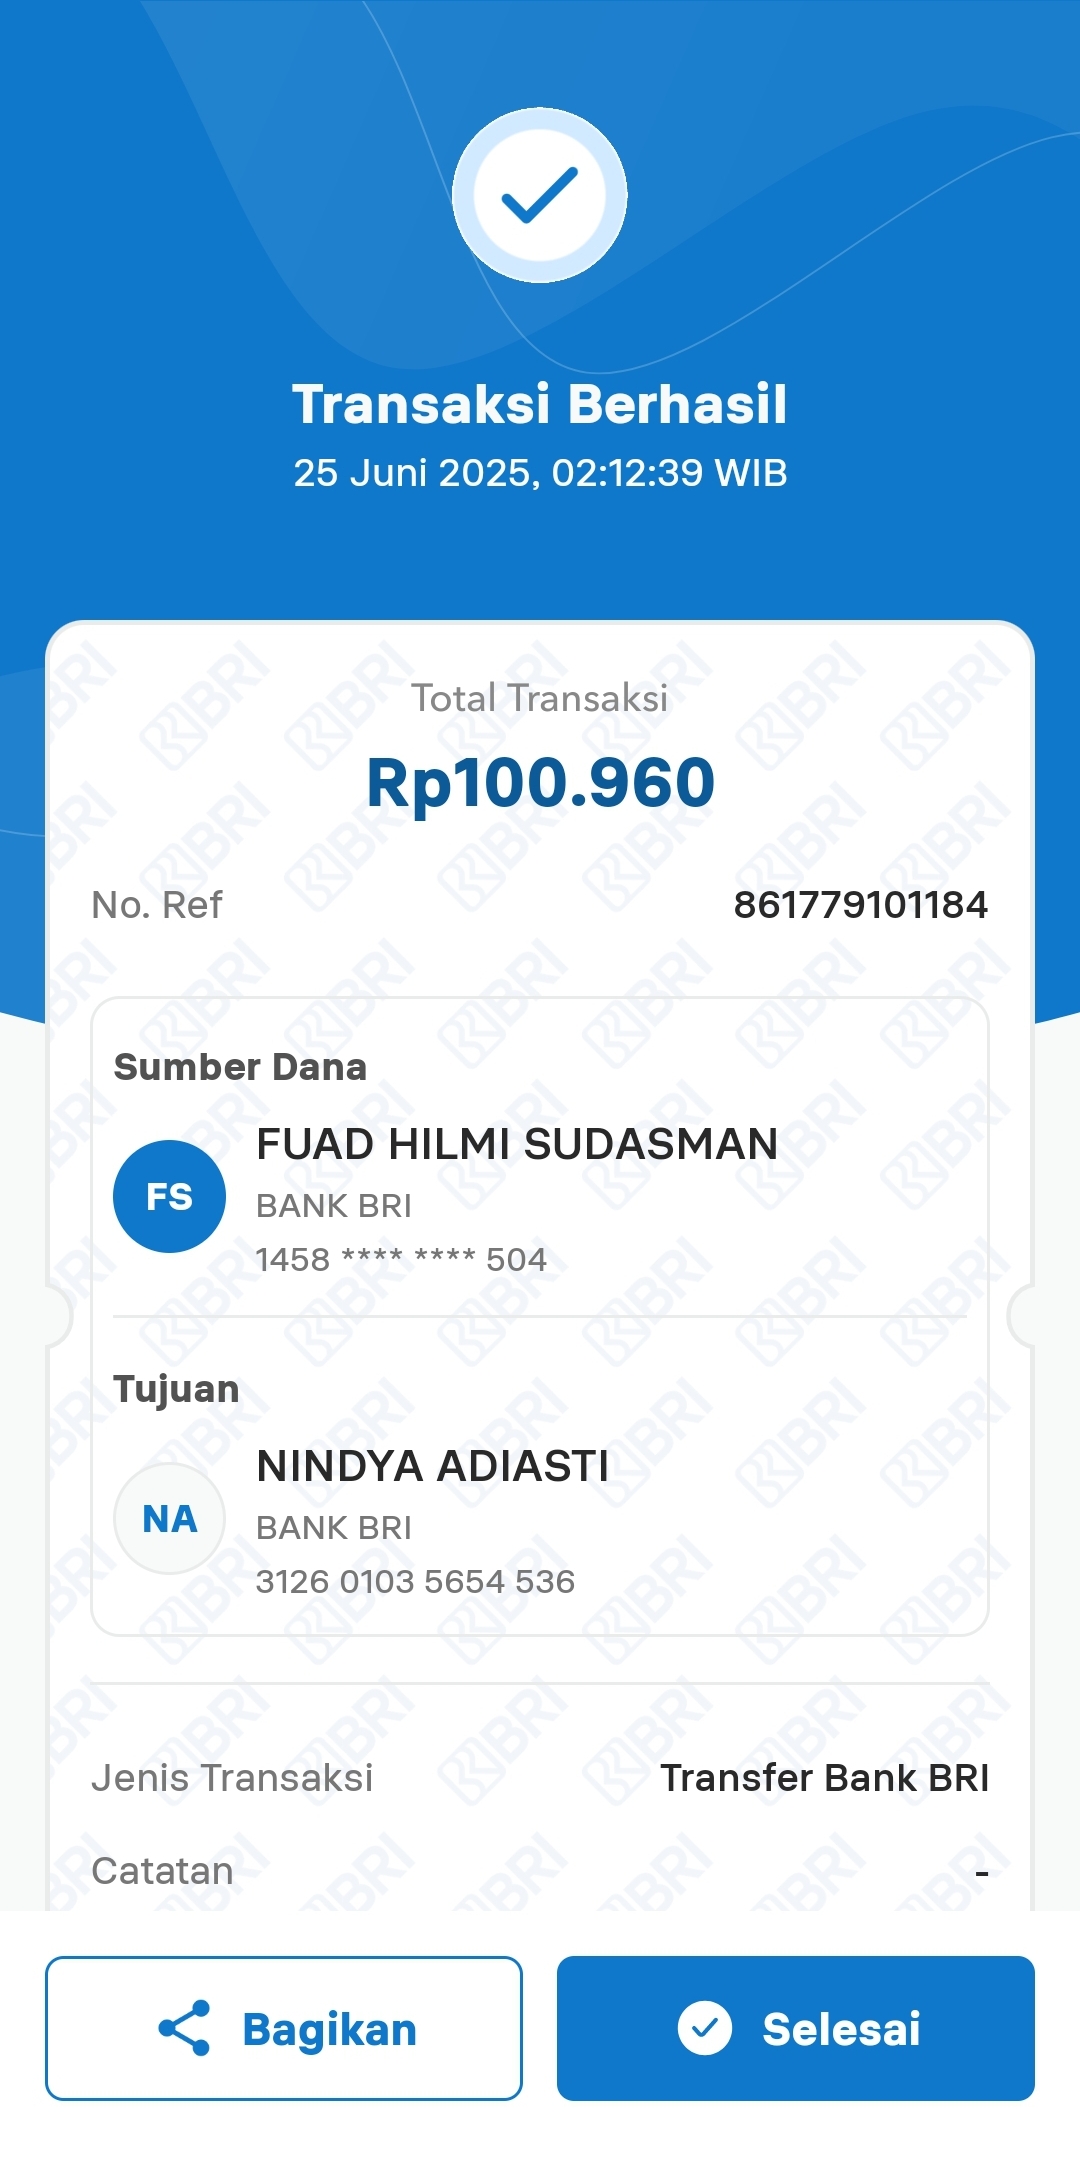 Transaksi Berhasil
25 Juni 2025, 02:12:39 WIB
Total Transaksi
Rp100.960
No. Ref 861779101184
Sumber Dana
FS
FUAD HILMI SUDASMAN
BANK BRI
1458 **** **** 504
Tujuan
NA
NINDYA ADIASTI
BANK BRI
3126 0103 5654 536
Jenis Transaksi Transfer Bank BRI
Catatan -
Bagikan Selesai